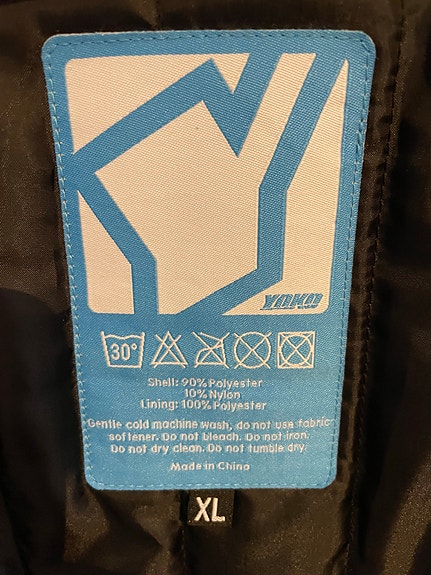 YOKO
30°
Shell: 90% Polyester
10% Nylon
Lining: 100% Polyester
Gentle cold machine wash, do not use fabric
softener. Do not bleach. Do not iron.
Do not dry clean. Do not tumble dry.
Made in China
XL